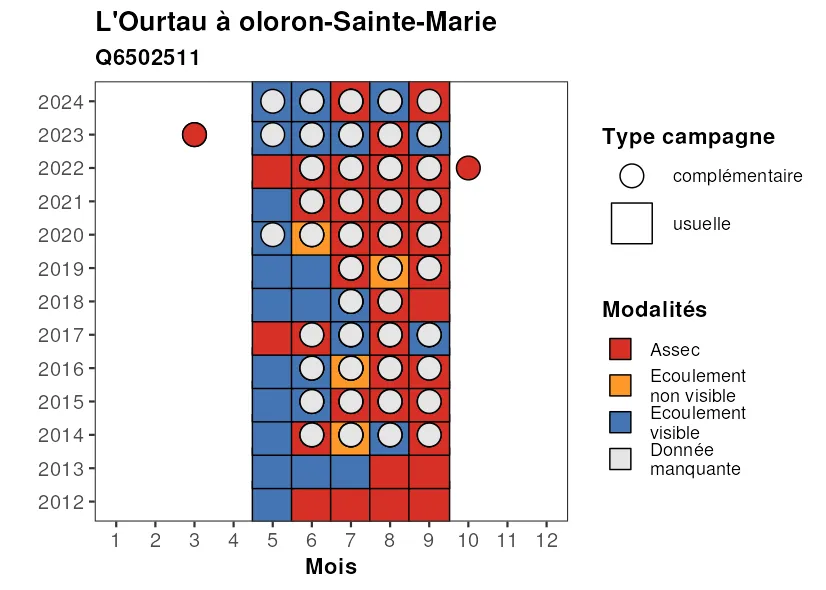 L'Ourtau à oloron-Sainte-Marie
Q6502511
2024
2023
2022
2021
2020
2019
2018
2017
2016
2015
2014
2013
2012
1 2 3 4 5 6 7 8 9 10 11 12
Mois
Type campagne
complémentaire
usuelle
Modalités
Assec
Ecoulement
non visible
Ecoulement
visible
Donnée
manquante